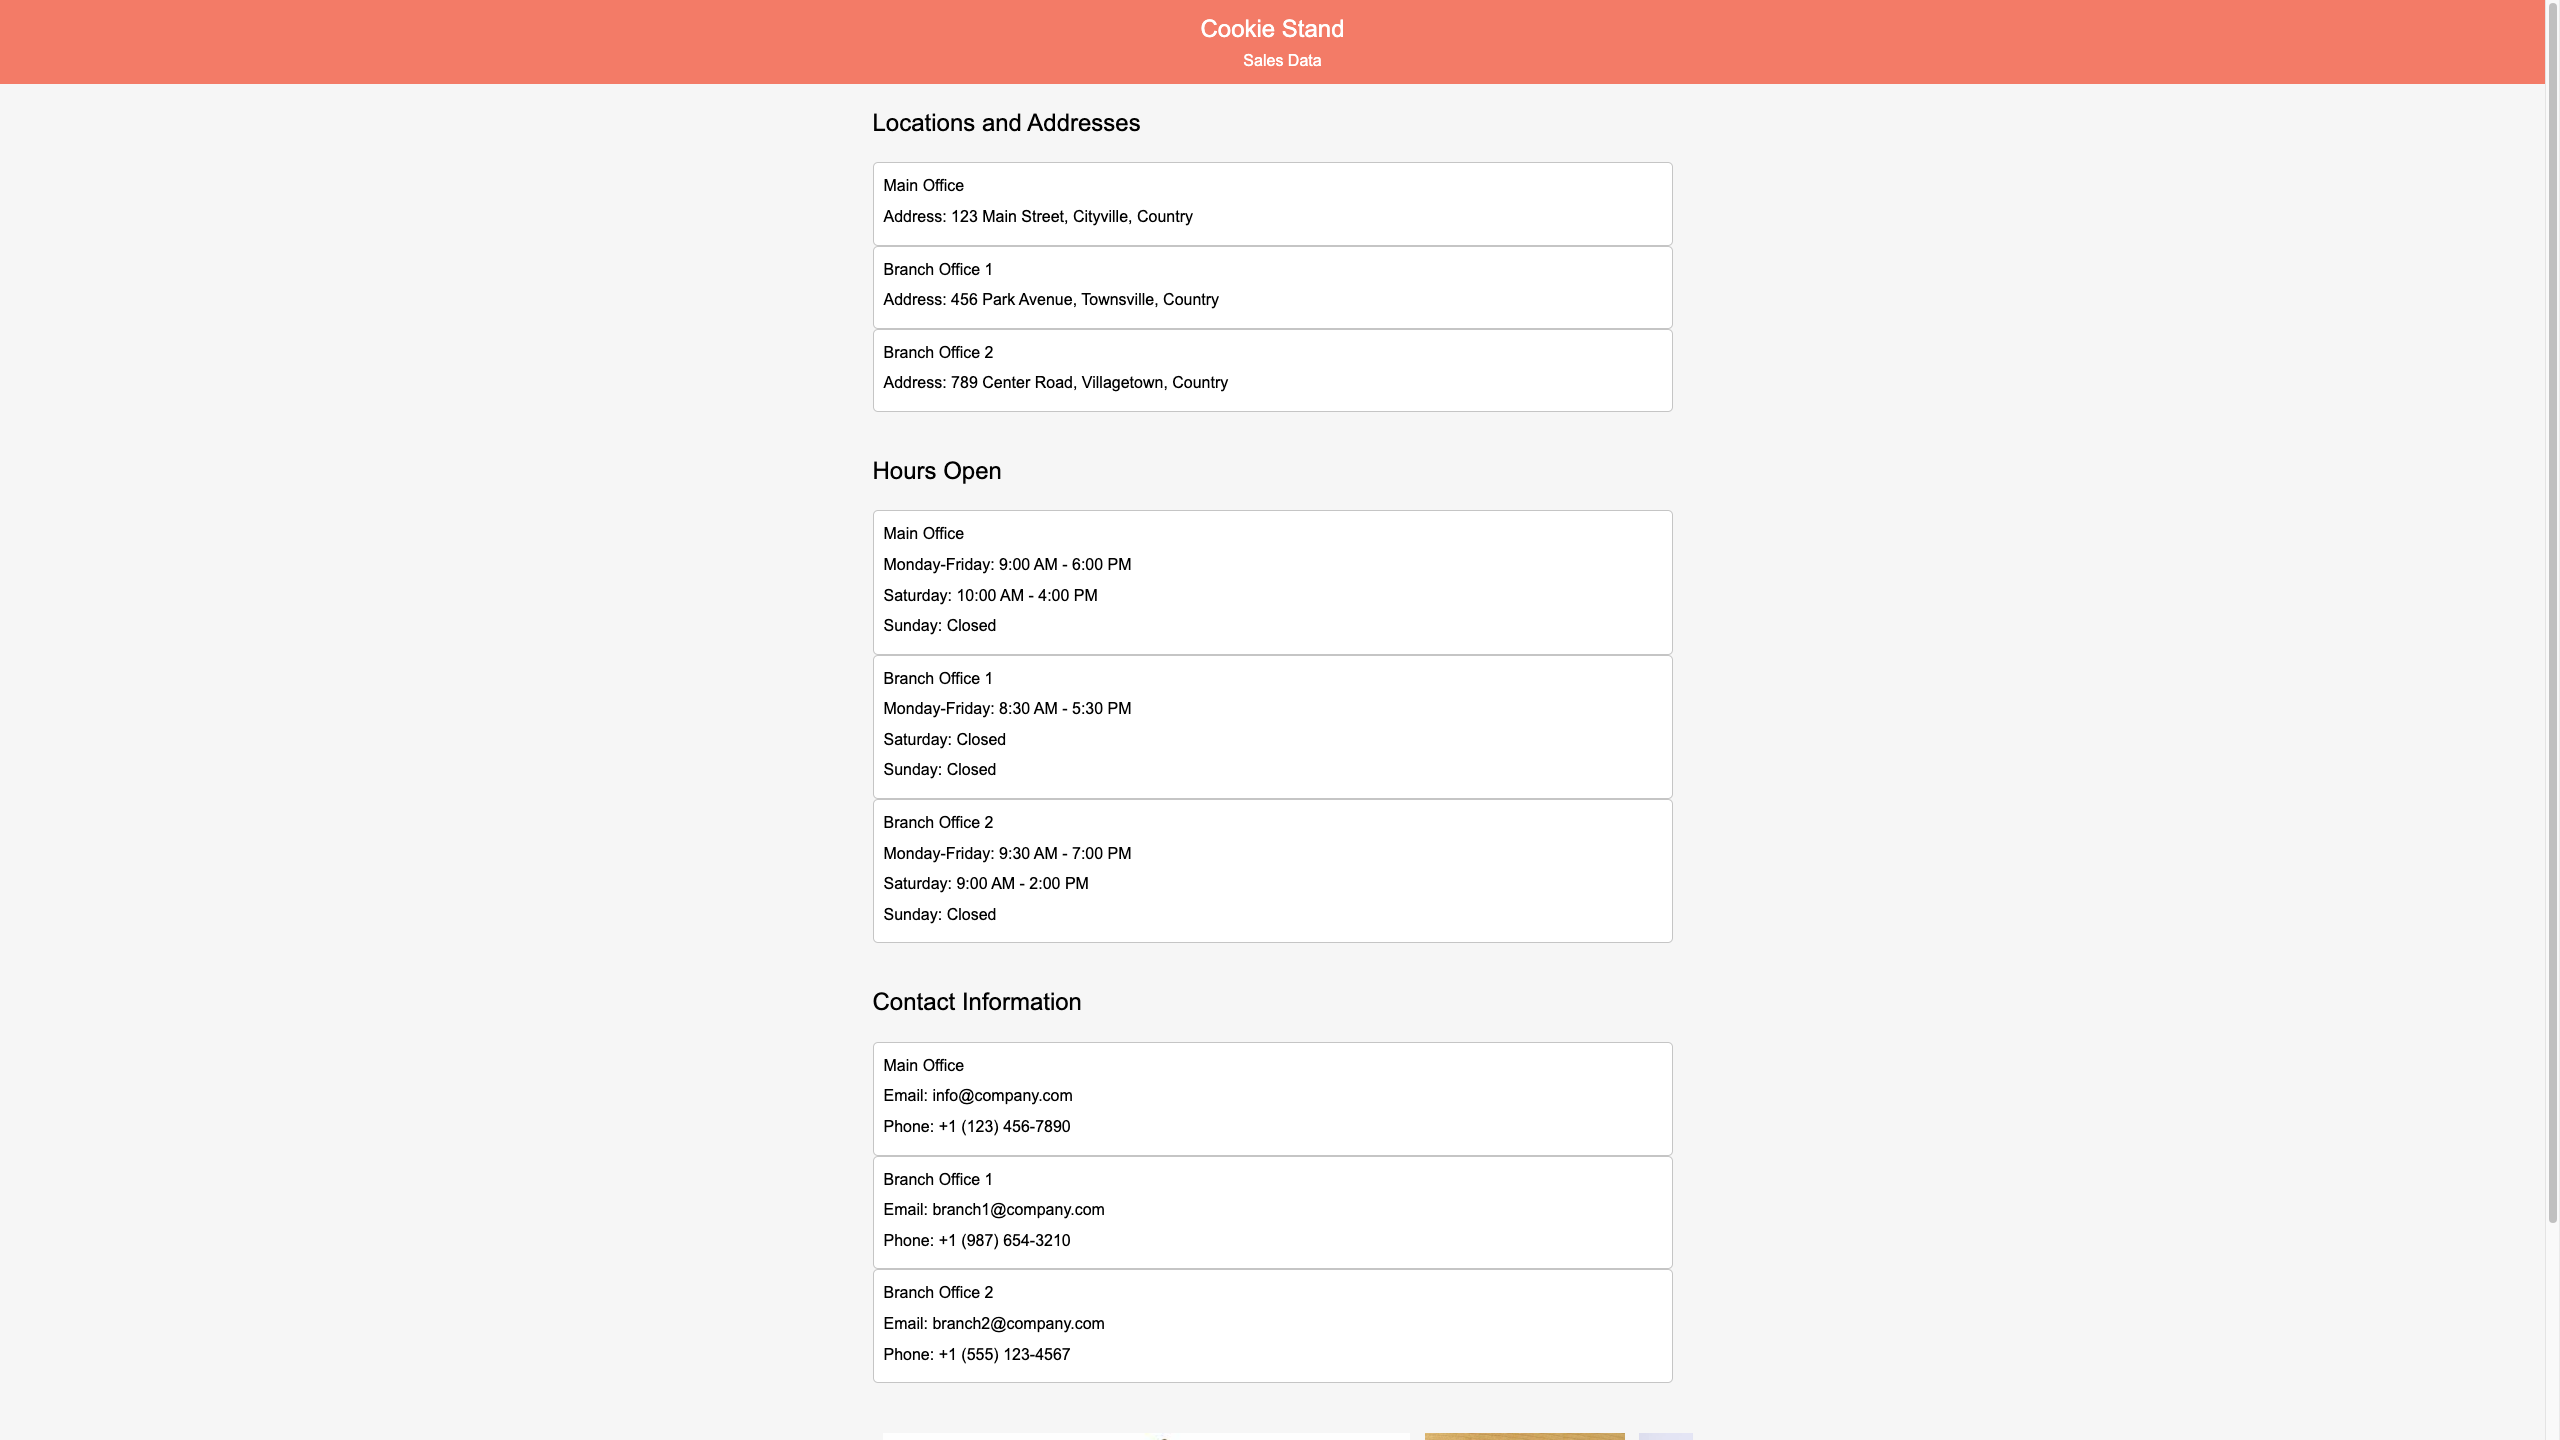 Cookie Stand
Sales Data
Locations and Addresses
Main Office
Address: 123 Main Street, Cityville, Country
Branch Office 1
Address: 456 Park Avenue, Townsville, Country
Branch Office 2
Address: 789 Center Road, Villagetown, Country
Hours Open
Main Office
Monday-Friday: 9:00 AM - 6:00 PM
Saturday: 10:00 AM - 4:00 PM
Sunday: Closed
Branch Office 1
Monday-Friday: 8:30 AM - 5:30 PM
Saturday: Closed
Sunday: Closed
Branch Office 2
Monday-Friday: 9:30 AM - 7:00 PM
Saturday: 9:00 AM - 2:00 PM
Sunday: Closed
Contact Information
Main Office
Email: info@company.com
Phone: +1 (123) 456-7890
Branch Office 1
Email: branch1@company.com
Phone: +1 (987) 654-3210
Branch Office 2
Email: branch2@company.com
Phone: +1 (555) 123-4567